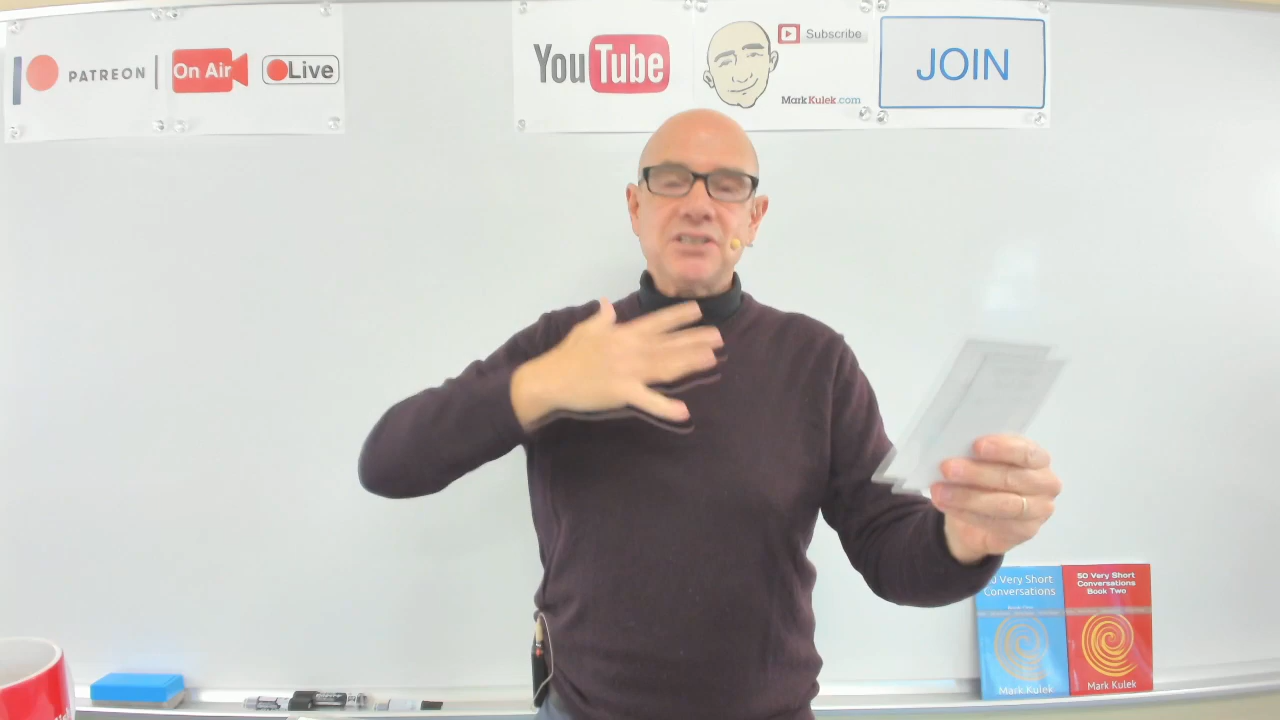 PATREON
On Air
Live
YouTube
Subscribe
MarkKulek.com
JOIN
Very Short
Conversations
Mark Kulek
50 Very Short
Conversations
Book Two
Mark Kulek